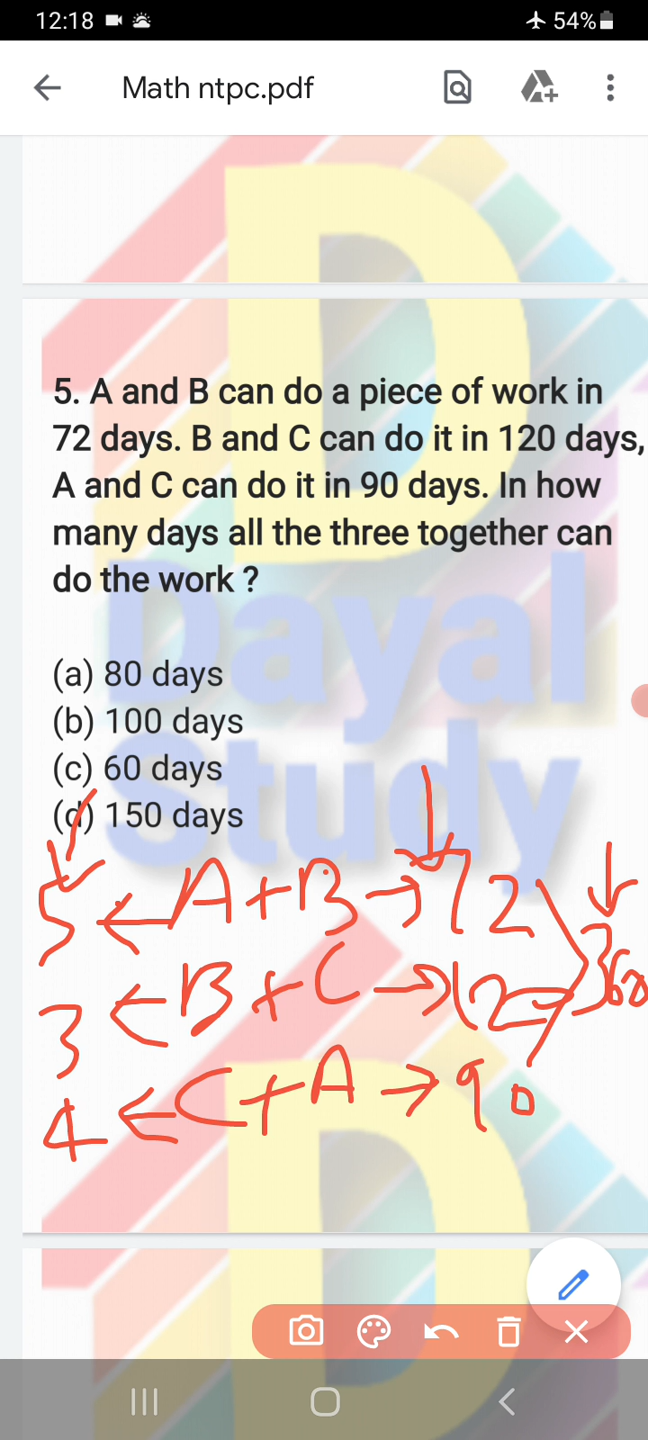 12:18 54%
Math ntpc.pdf
5. A and B can do a piece of work in
72 days. B and C can do it in 120 days,
A and C can do it in 90 days. In how
many days all the three together can
do the work ?
(a) 80 days
(b) 100 days
(c) 60 days
(d) 150 days
Dayal
Study
5 ← A + B → 72
360
3 ← B + C → 120
4 ← C + A → 90